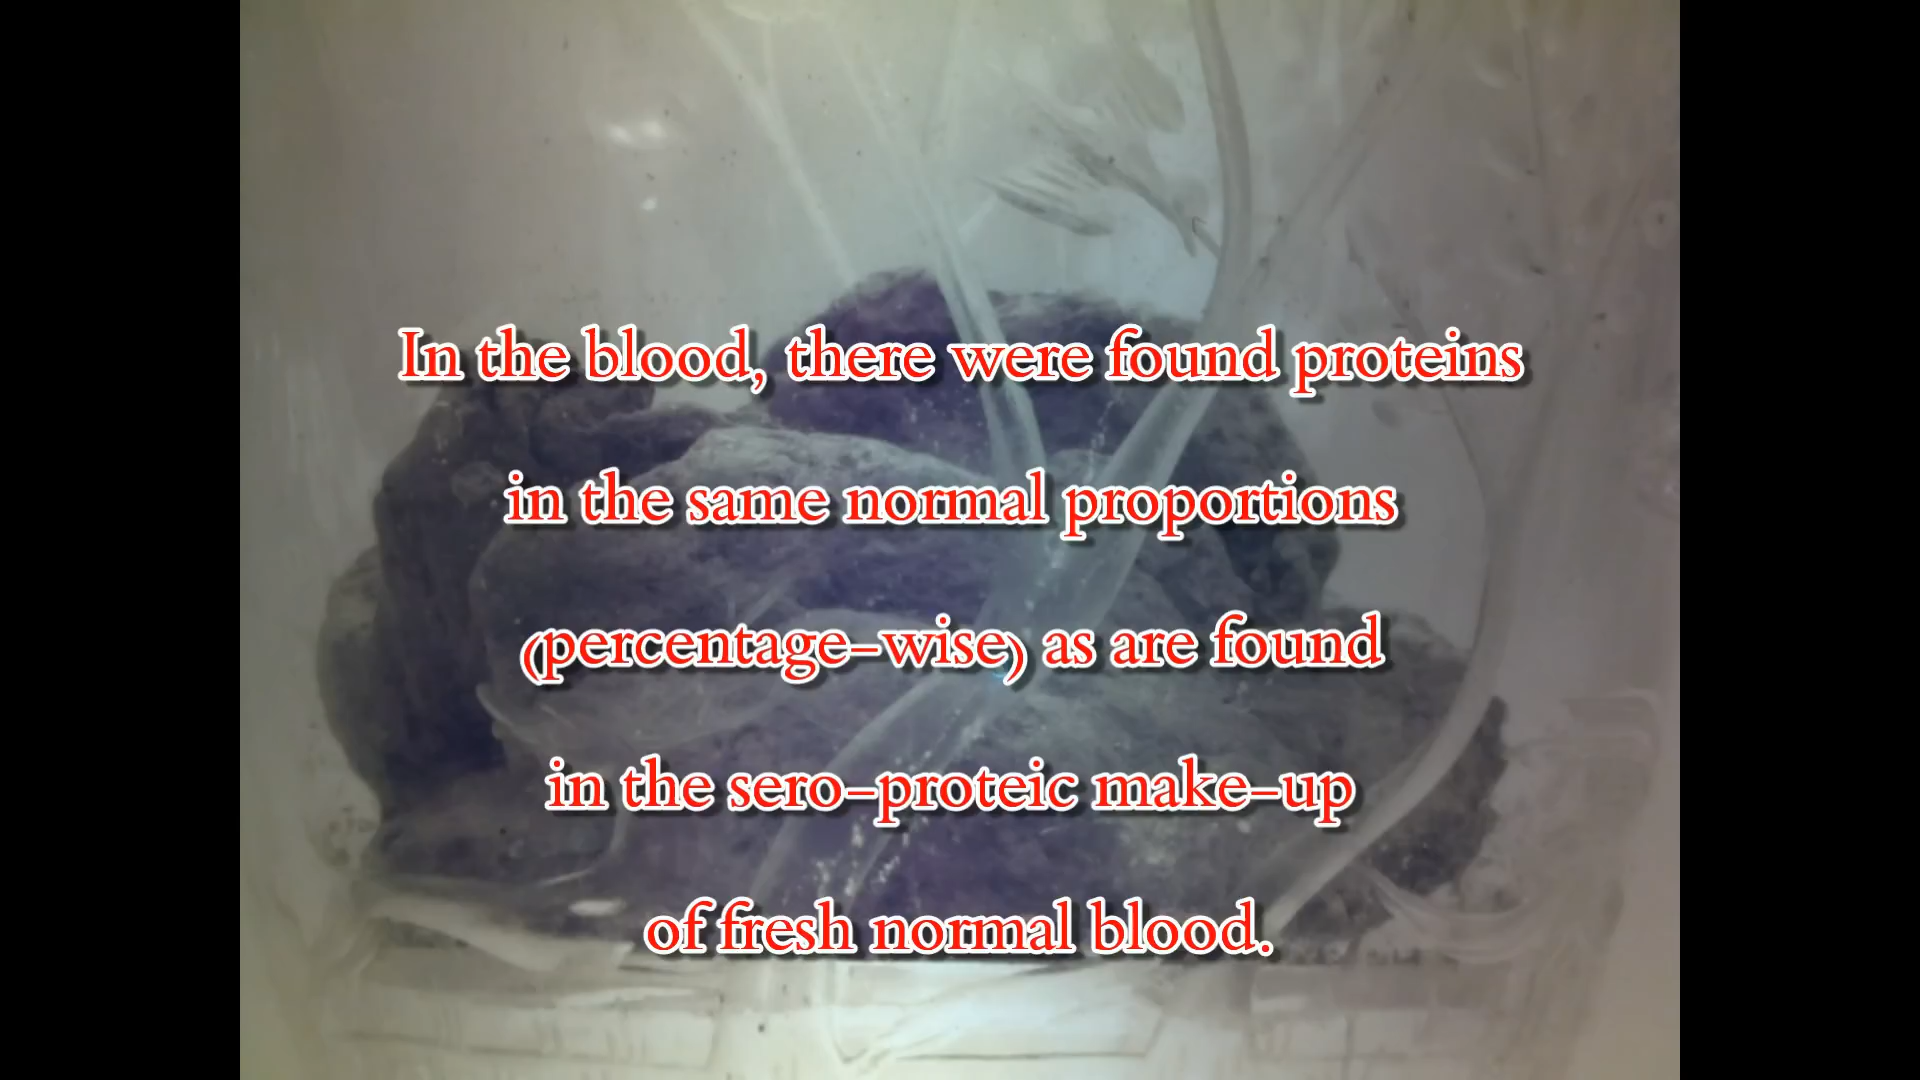 In the blood, there were found proteins
in the same normal proportions
(percentage-wise) as are found
in the sero-proteic make-up
of fresh normal blood.